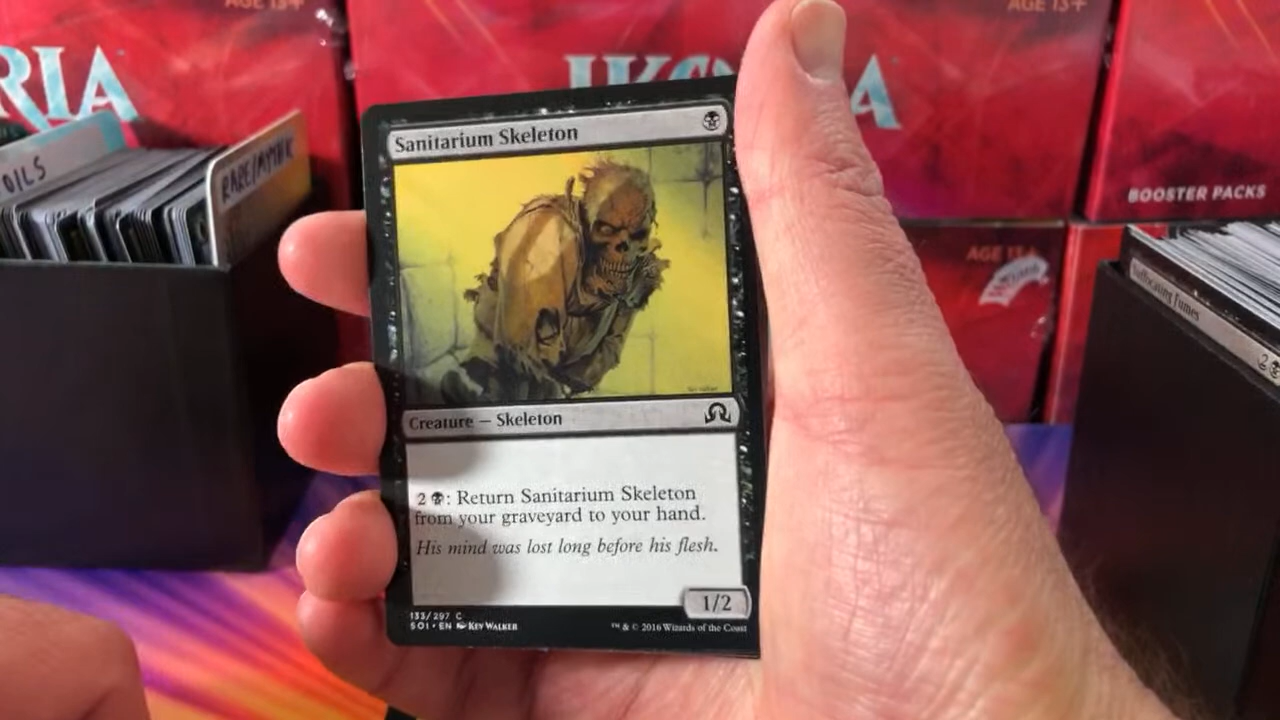 AGE 13+
AGE 13+
RIA
IKORIA
OILS
RARE/MYTHIC
BOOSTER PACKS
AGE 13+
Suffocating Fumes
2
Sanitarium Skeleton
Creature — Skeleton
2 : Return Sanitarium Skeleton
from your graveyard to your hand.
His mind was lost long before his flesh.
1/2
133/297 C
SOI • EN Kev Walker
™ & © 2016 Wizards of the Coast